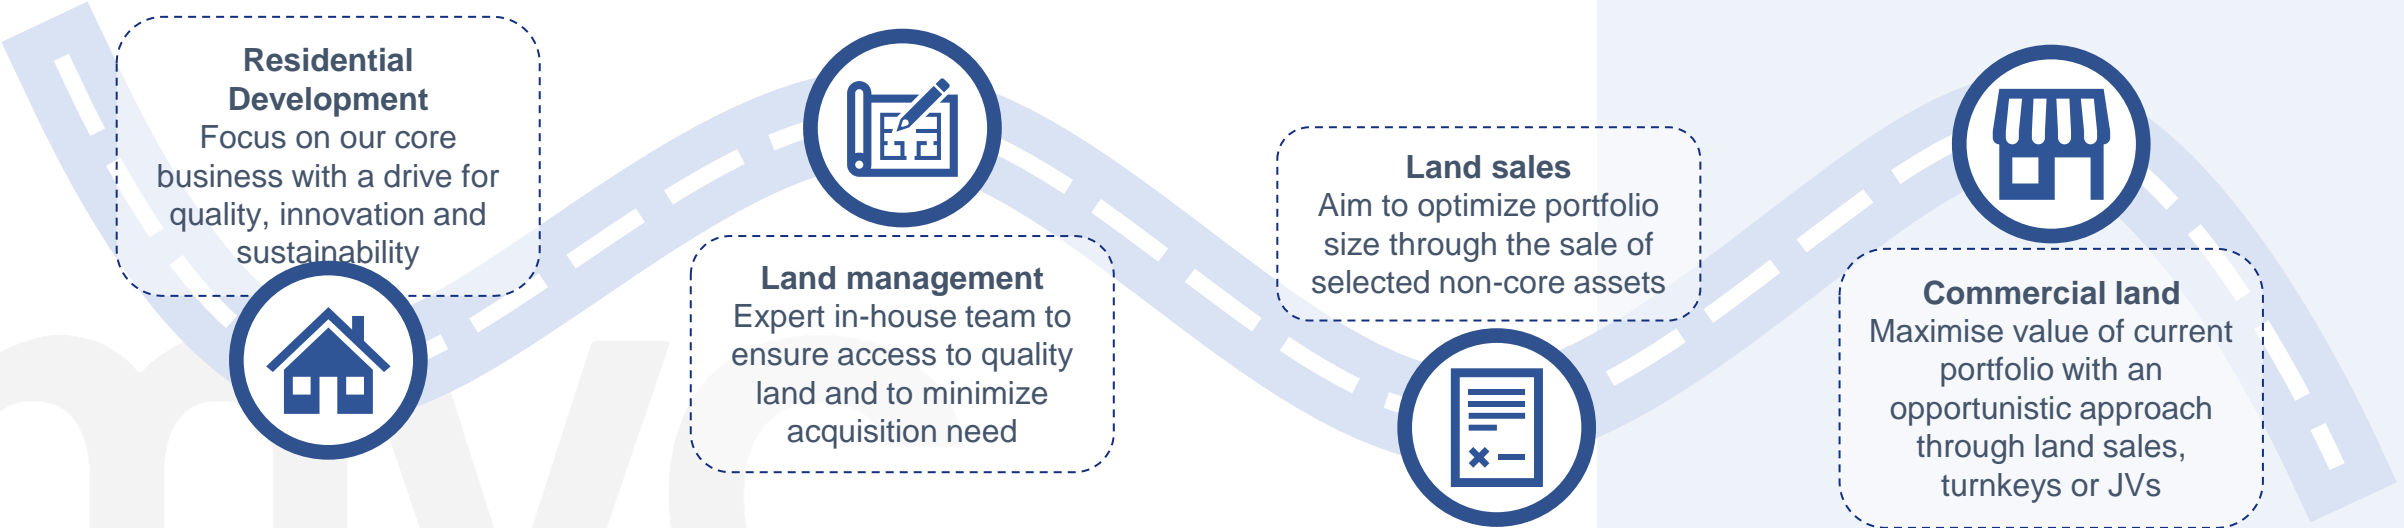 Residential
Development
Focus on our core
business with a drive for
quality, innovation and
sustainability
Land management
Expert in-house team to
ensure access to quality
land and to minimize
acquisition need
Land sales
Aim to optimize portfolio
size through the sale of
selected non-core assets
Commercial land
Maximise value of current
portfolio with an
opportunistic approach
through land sales,
turnkeys or JVs